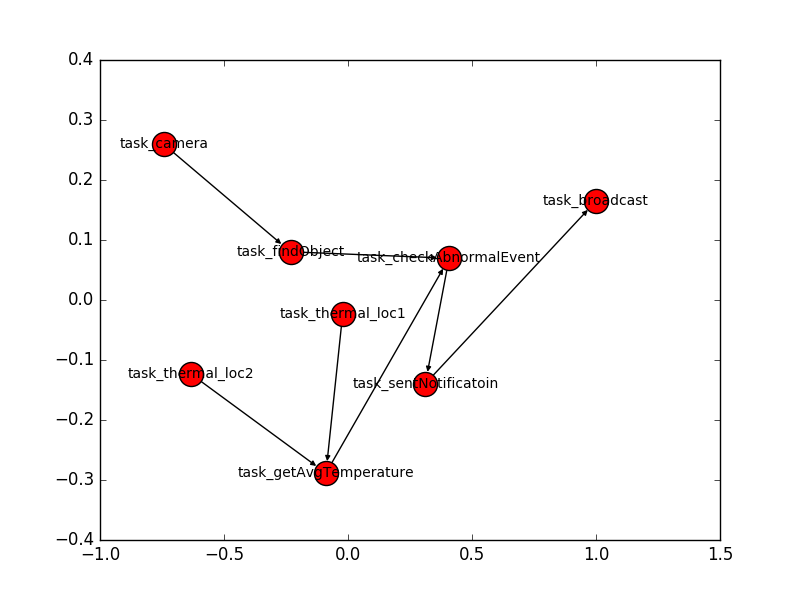 0.4
0.3
0.2
0.1
0.0
−0.1
−0.2
−0.3
−0.4
task_camera
task_broadcast
task_findObject
task_checkAbnormalEvent
task_thermal_loc1
task_thermal_loc2
task_sentNotificatoin
task_getAvgTemperature
−1.0 −0.5 0.0 0.5 1.0 1.5